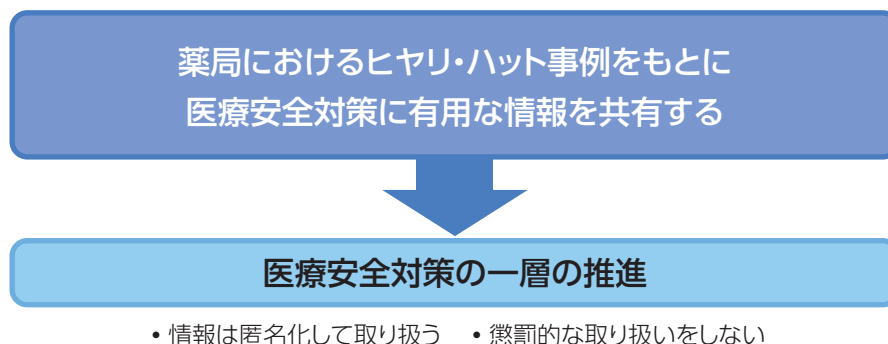 薬局におけるヒヤリ・ハット事例をもとに
医療安全対策に有用な情報を共有する
医療安全対策の一層の推進
• 情報は匿名化して取り扱う • 懲罰的な取り扱いをしない